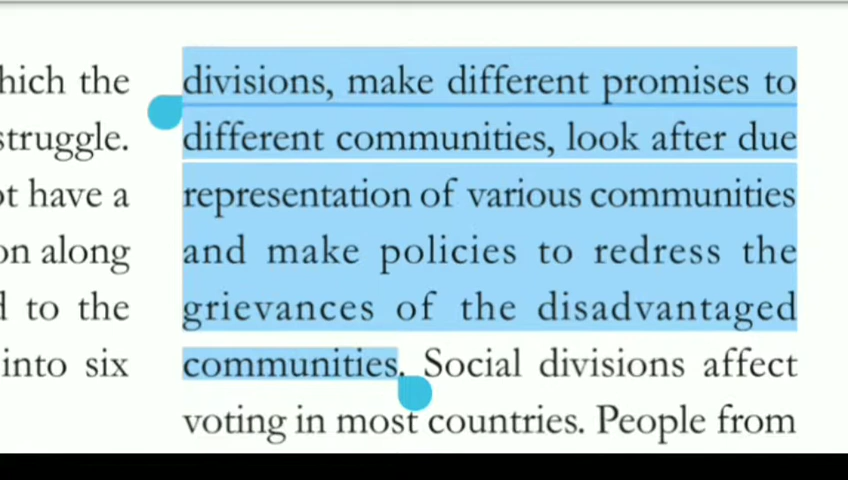 hich the
struggle.
ot have a
on along
d to the
into six
divisions, make different promises to
different communities, look after due
representation of various communities
and make policies to redress the
grievances of the disadvantaged
communities. Social divisions affect
voting in most countries. People from